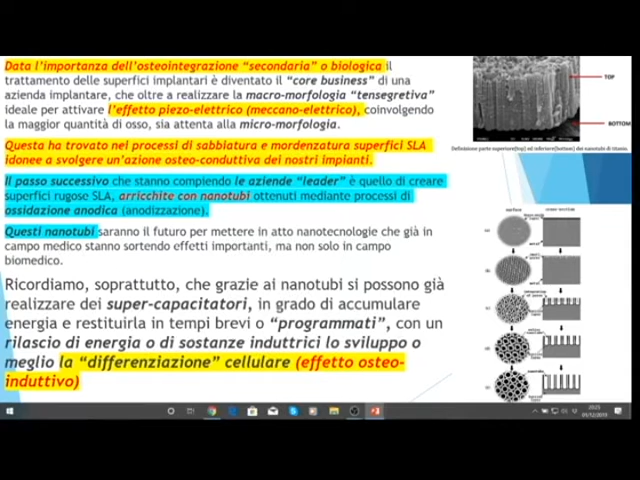 Data l'importanza dell'osteointegrazione "secondaria" o biologica il
trattamento delle superfici implantari è diventato il "core business" di una
azienda implantare, che oltre a realizzare la macro-morfologia "tensegretiva"
ideale per attivare l'effetto piezo-elettrico (meccano-elettrico), coinvolgendo
la maggior quantità di osso, sia attenta alla micro-morfologia.
Questa ha trovato nei processi di sabbiatura e mordenzatura superfici SLA
idonee a svolgere un'azione osteo-conduttiva dei nostri impianti.
Il passo successivo che stanno compiendo le aziende "leader" è quello di creare
superfici rugose SLA, arricchite con nanotubi ottenuti mediante processi di
ossidazione anodica (anodizzazione).
Questi nanotubi saranno il futuro per mettere in atto nanotecnologie che già in
campo medico stanno sortendo effetti importanti, ma non solo in campo
biomedico.
Ricordiamo, soprattutto, che grazie ai nanotubi si possono già
realizzare dei super-capacitatori, in grado di accumulare
energia e restituirla in tempi brevi o "programmati", con un
rilascio di energia o di sostanze induttrici lo sviluppo o
meglio la "differenziazione" cellulare (effetto osteo-
induttivo)
TOP
BOTTOM
Definizione parte superiore(top) ed inferiore(bottom) dei nanotubi di titanio.
surface
20:25
01/12/2019